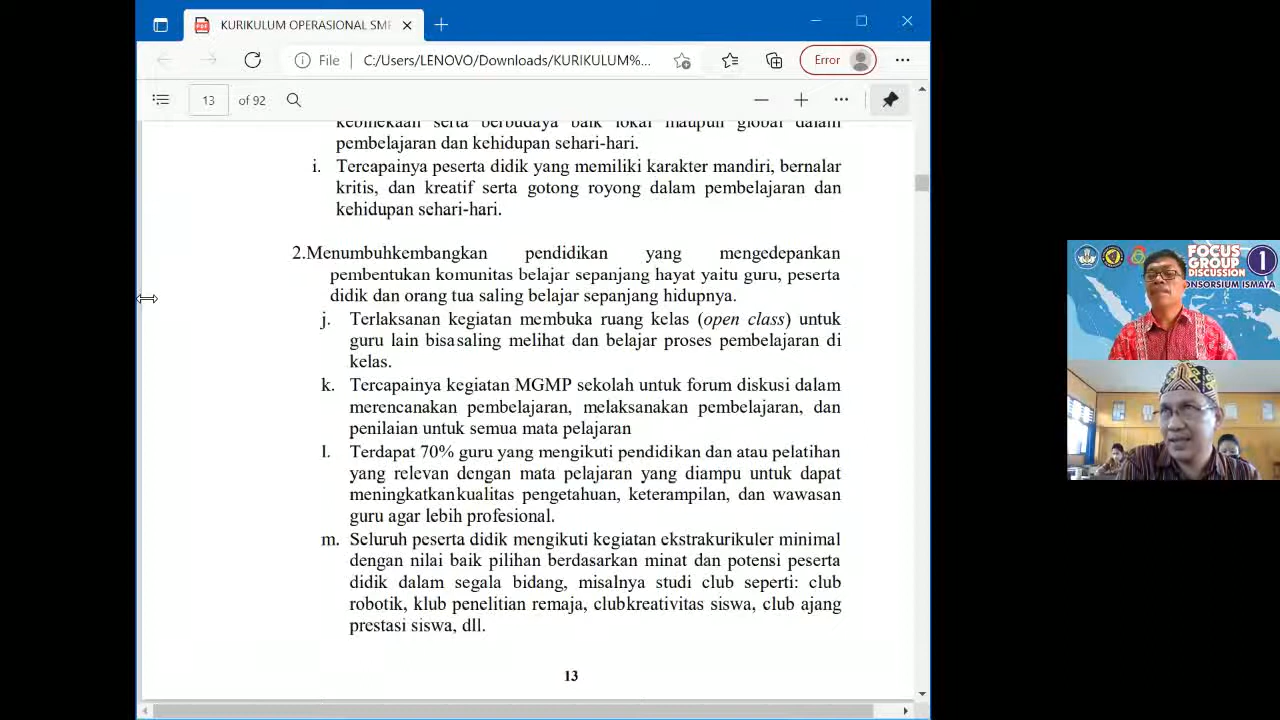 KURIKULUM OPERASIONAL SM
File
C:/Users/LENOVO/Downloads/KURIKULUM%...
Error
13 of 92
kebinekaan serta berbudaya baik lokal maupun global dalam
pembelajaran dan kehidupan sehari-hari.
i. Tercapainya peserta didik yang memiliki karakter mandiri, bernalar
kritis, dan kreatif serta gotong royong dalam pembelajaran dan
kehidupan sehari-hari.
2.Menumbuhkembangkan pendidikan yang mengedepankan
pembentukan komunitas belajar sepanjang hayat yaitu guru, peserta
didik dan orang tua saling belajar sepanjang hidupnya.
j. Terlaksanan kegiatan membuka ruang kelas (open class) untuk
guru lain bisasaling melihat dan belajar proses pembelajaran di
kelas.
k. Tercapainya kegiatan MGMP sekolah untuk forum diskusi dalam
merencanakan pembelajaran, melaksanakan pembelajaran, dan
penilaian untuk semua mata pelajaran
l. Terdapat 70% guru yang mengikuti pendidikan dan atau pelatihan
yang relevan dengan mata pelajaran yang diampu untuk dapat
meningkatkankualitas pengetahuan, keterampilan, dan wawasan
guru agar lebih profesional.
m. Seluruh peserta didik mengikuti kegiatan ekstrakurikuler minimal
dengan nilai baik pilihan berdasarkan minat dan potensi peserta
didik dalam segala bidang, misalnya studi club seperti: club
robotik, klub penelitian remaja, clubkreativitas siswa, club ajang
prestasi siswa, dll.
13
FOCUS
GROUP
DISCUSSION
1
ONSORSIUM ISMAYA